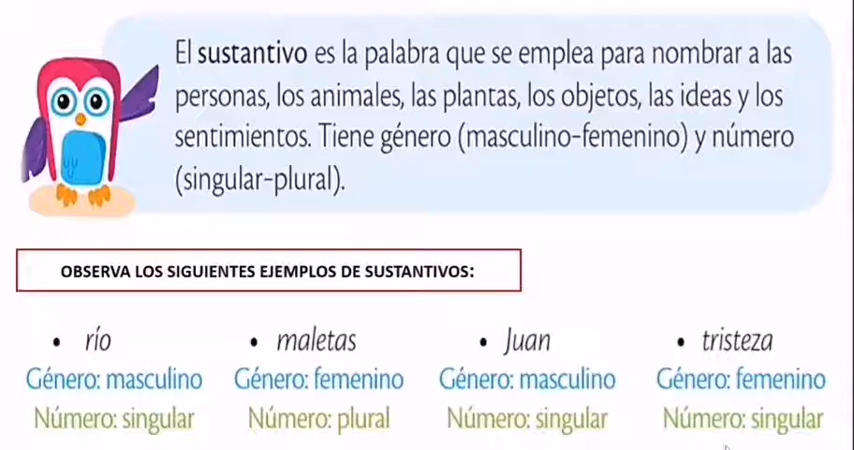 El sustantivo es la palabra que se emplea para nombrar a las
personas, los animales, las plantas, los objetos, las ideas y los
sentimientos. Tiene género (masculino-femenino) y número
(singular-plural).
OBSERVA LOS SIGUIENTES EJEMPLOS DE SUSTANTIVOS:
• río
Género: masculino
Número: singular
• maletas
Género: femenino
Número: plural
• Juan
Género: masculino
Número: singular
• tristeza
Género: femenino
Número: singular